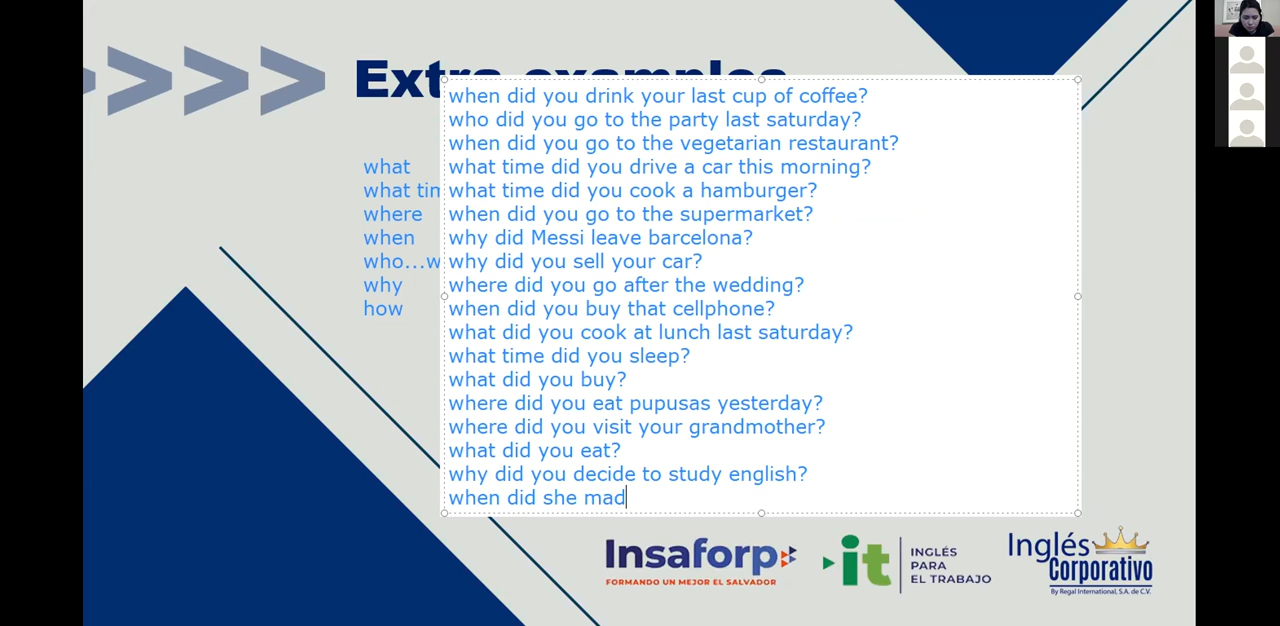 Extra examples
what
what tim
where
when
who...w
why
how
when did you drink your last cup of coffee?
who did you go to the party last saturday?
when did you go to the vegetarian restaurant?
what time did you drive a car this morning?
what time did you cook a hamburger?
when did you go to the supermarket?
why did Messi leave barcelona?
why did you sell your car?
where did you go after the wedding?
when did you buy that cellphone?
what did you cook at lunch last saturday?
what time did you sleep?
what did you buy?
where did you eat pupusas yesterday?
where did you visit your grandmother?
what did you eat?
why did you decide to study english?
when did she mad
Insaforp
FORMANDO UN MEJOR EL SALVADOR
it
INGLÉS
PARA
EL TRABAJO
Inglés
Corporativo
By Regal International, S.A. de C.V.